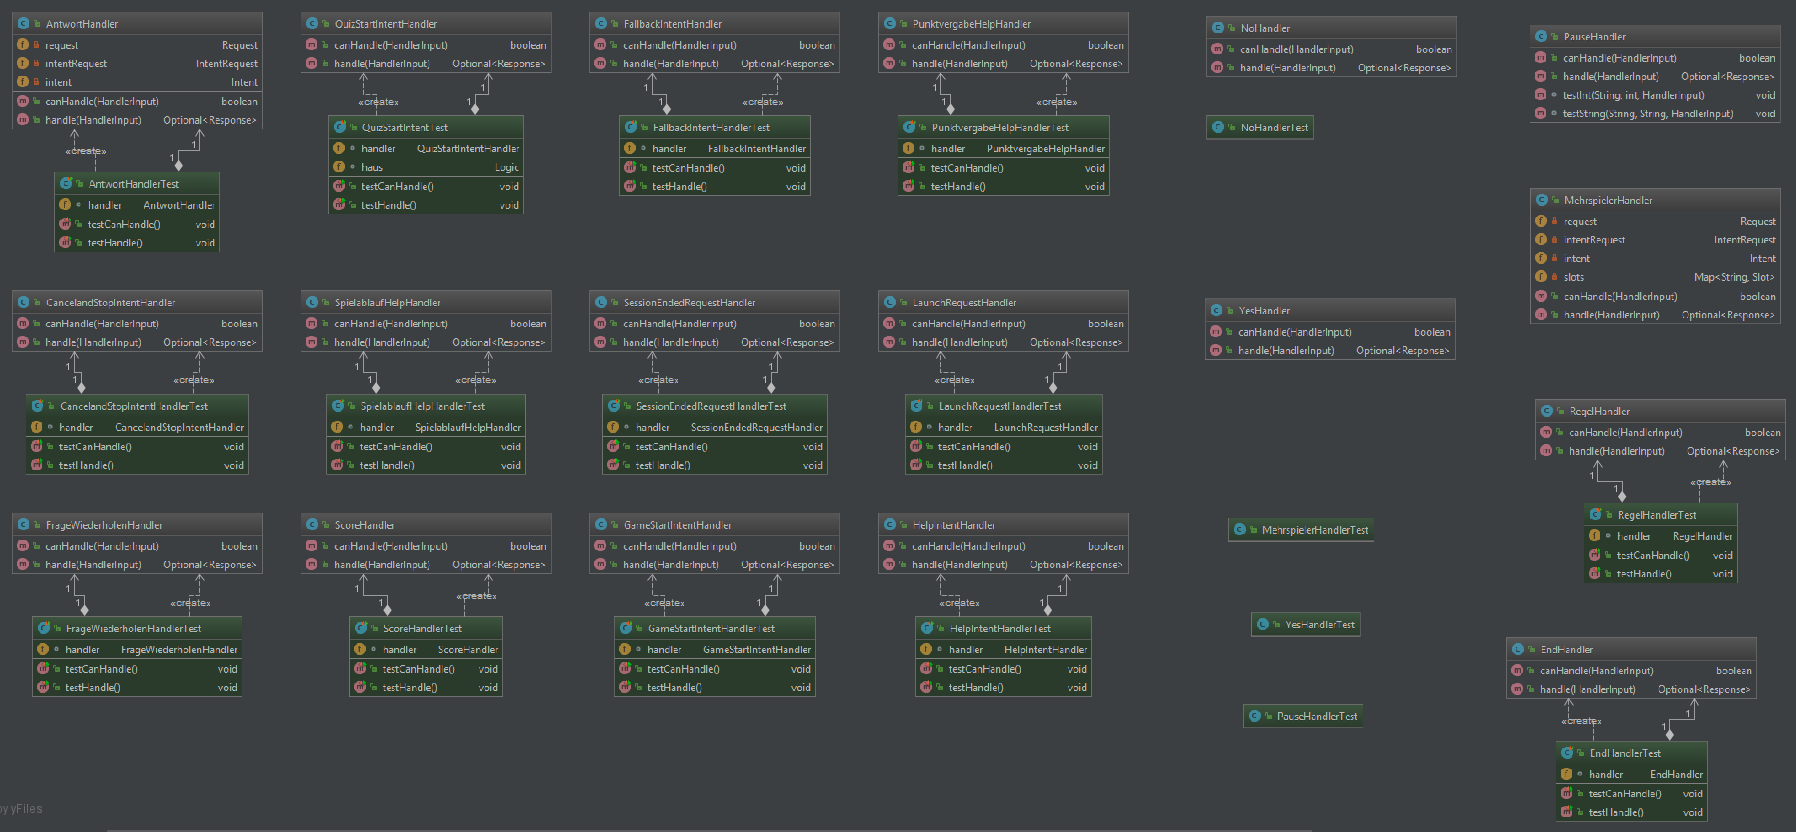 AntwortHandler
request Request
intentRequest IntentRequest
intent Intent
canHandle(HandlerInput) boolean
handle(HandlerInput) Optional<Response>
«create»
1
1
AntwortHandlerTest
handler AntwortHandler
testCanHandle() void
testHandle() void
QuizStartIntentHandler
canHandle(HandlerInput) boolean
handle(HandlerInput) Optional<Response>
«create»
1
1
QuizStartIntentTest
handler QuizStartIntentHandler
haus Logic
testCanHandle() void
testHandle() void
FallbackIntentHandler
canHandle(HandlerInput) boolean
handle(HandlerInput) Optional<Response>
1
1
«create»
FallbackIntentHandlerTest
handler FallbackIntentHandler
testCanHandle() void
testHandle() void
PunktvergabeHelpHandler
canHandle(HandlerInput) boolean
handle(HandlerInput) Optional<Response>
1
1
«create»
PunktvergabeHelpHandlerTest
handler PunktvergabeHelpHandler
testCanHandle() void
testHandle() void
NoHandler
canHandle(HandlerInput) boolean
handle(HandlerInput) Optional<Response>
NoHandlerTest
PauseHandler
canHandle(HandlerInput) boolean
handle(HandlerInput) Optional<Response>
testInt(String, int, HandlerInput) void
testString(String, String, HandlerInput) void
MehrspielerHandler
request Request
intentRequest IntentRequest
intent Intent
slots Map<String, Slot>
canHandle(HandlerInput) boolean
handle(HandlerInput) Optional<Response>
CancelandStopIntentHandler
canHandle(HandlerInput) boolean
handle(HandlerInput) Optional<Response>
1
1
«create»
CancelandStopIntentHandlerTest
handler CancelandStopIntentHandler
testCanHandle() void
testHandle() void
SpielablaufHelpHandler
canHandle(HandlerInput) boolean
handle(HandlerInput) Optional<Response>
1
1
«create»
SpielablaufHelpHandlerTest
handler SpielablaufHelpHandler
testCanHandle() void
testHandle() void
SessionEndedRequestHandler
canHandle(HandlerInput) boolean
handle(HandlerInput) Optional<Response>
«create»
1
1
SessionEndedRequestHandlerTest
handler SessionEndedRequestHandler
testCanHandle() void
testHandle() void
LaunchRequestHandler
canHandle(HandlerInput) boolean
handle(HandlerInput) Optional<Response>
«create»
1
1
LaunchRequestHandlerTest
handler LaunchRequestHandler
testCanHandle() void
testHandle() void
YesHandler
canHandle(HandlerInput) boolean
handle(HandlerInput) Optional<Response>
RegelHandler
canHandle(HandlerInput) boolean
handle(HandlerInput) Optional<Response>
1
1
«create»
RegelHandlerTest
handler RegelHandler
testCanHandle() void
testHandle() void
FrageWiederholenHandler
canHandle(HandlerInput) boolean
handle(HandlerInput) Optional<Response>
1
1
«create»
FrageWiederholenHandlerTest
handler FrageWiederholenHandler
testCanHandle() void
testHandle() void
ScoreHandler
canHandle(HandlerInput) boolean
handle(HandlerInput) Optional<Response>
1
1
«create»
ScoreHandlerTest
handler ScoreHandler
testCanHandle() void
testHandle() void
GameStartIntentHandler
canHandle(HandlerInput) boolean
handle(HandlerInput) Optional<Response>
«create»
1
1
GameStartIntentHandlerTest
handler GameStartIntentHandler
testCanHandle() void
testHandle() void
HelpIntentHandler
canHandle(HandlerInput) boolean
handle(HandlerInput) Optional<Response>
«create»
1
1
HelpIntentHandlerTest
handler HelpIntentHandler
testCanHandle() void
testHandle() void
MehrspielerHandlerTest
YesHandlerTest
PauseHandlerTest
EndHandler
canHandle(HandlerInput) boolean
handle(HandlerInput) Optional<Response>
«create»
1
1
EndHandlerTest
handler EndHandler
testCanHandle() void
testHandle() void
by yFiles